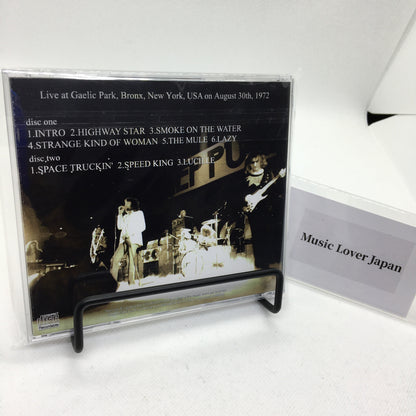 Live at Gaelic Park, Bronx, New York, USA on August 30th, 1972
disc one
1.INTRO 2.HIGHWAY STAR 3.SMOKE ON THE WATER
4.STRANGE KIND OF WOMAN 5.THE MULE 6.LAZY
disc two
1.SPACE TRUCKIN' 2.SPEED KING 3.LUCILLE
Music Lover Japan